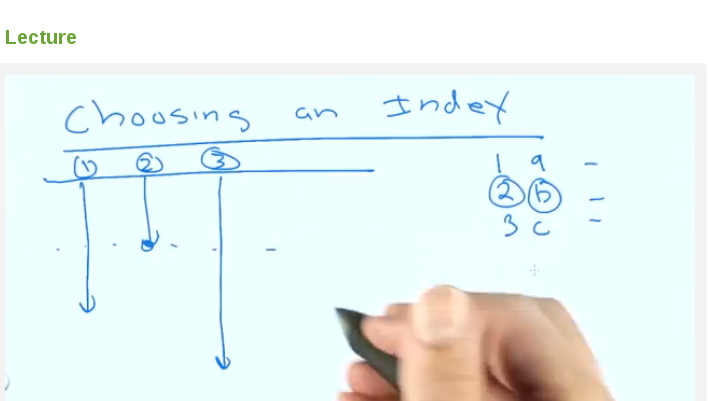 Lecture
Choosing an Index
1 2 3
1 a -
2 b =
3 c